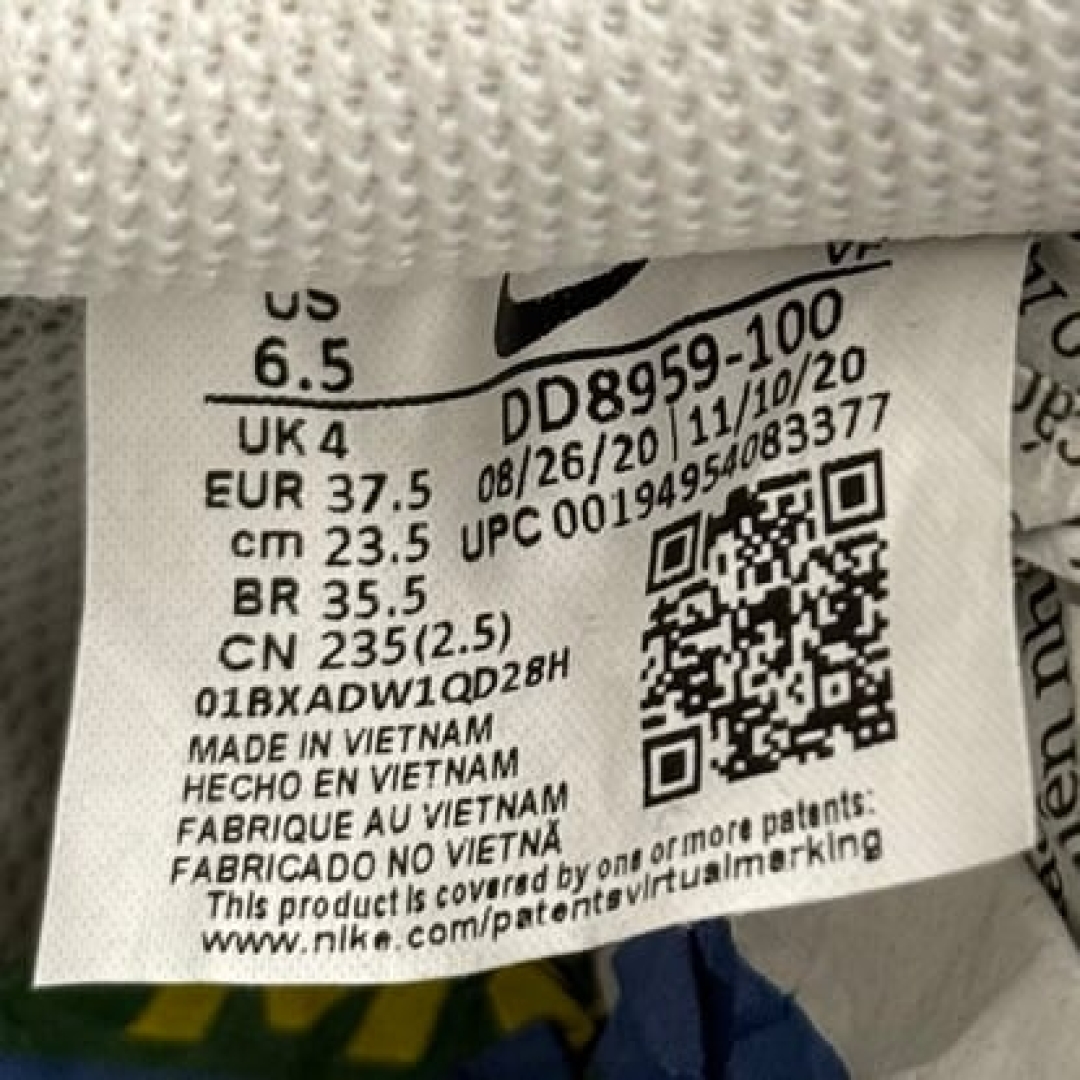 US
6.5
UK 4
EUR 37.5
cm 23.5
BR 35.5
CN 235(2.5)
VF
DD8959-100
08/26/20 | 11/10/20
UPC 00194954083377
01BXADW1QD28H
MADE IN VIETNAM
HECHO EN VIETNAM
FABRIQUE AU VIETNAM
FABRICADO NO VIETNÃ
This product is covered by one or more patents:
www.nike.com/patentsvirtualmarking